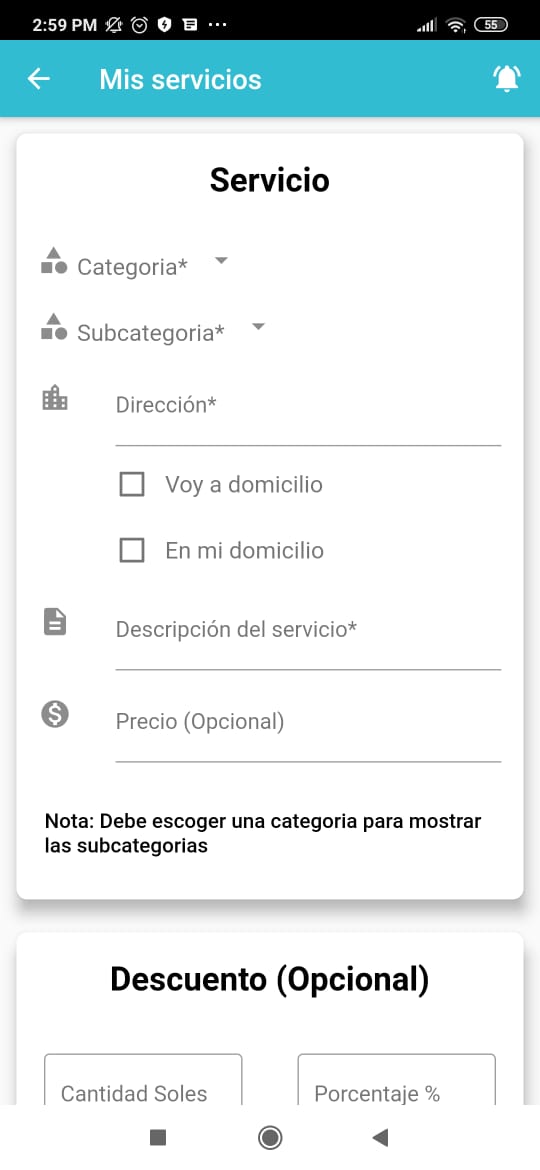 2:59 PM
55
Mis servicios
Servicio
Categoria*
Subcategoria*
Dirección*
Voy a domicilio
En mi domicilio
Descripción del servicio*
Precio (Opcional)
Nota: Debe escoger una categoria para mostrar
las subcategorias
Descuento (Opcional)
Cantidad Soles
Porcentaje %